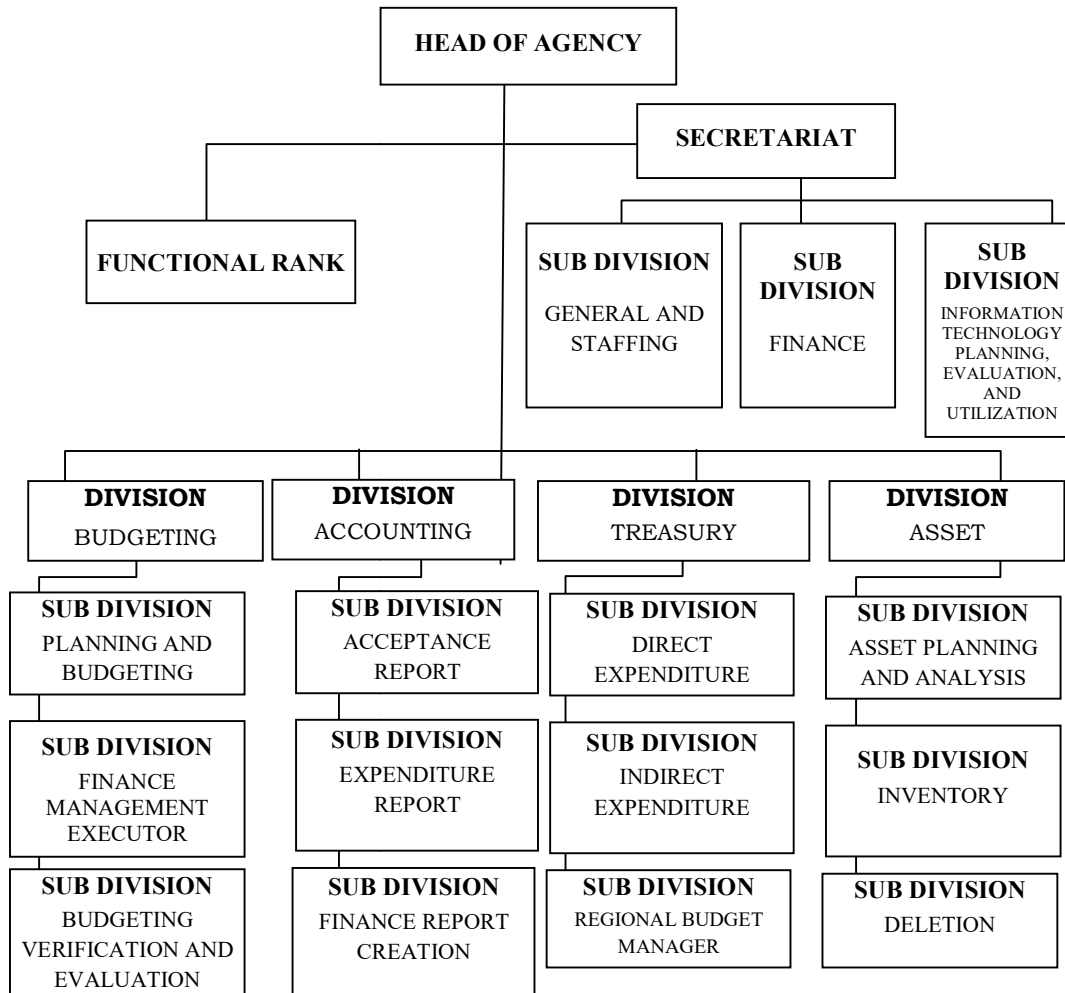 HEAD OF AGENCY
SECRETARIAT
FUNCTIONAL RANK
SUB DIVISION
GENERAL AND
STAFFING
SUB
DIVISION
FINANCE
SUB
DIVISION
INFORMATION
TECHNOLOGY
PLANNING,
EVALUATION,
AND
UTILIZATION
DIVISION
BUDGETING
DIVISION
ACCOUNTING
DIVISION
TREASURY
DIVISION
ASSET
SUB DIVISION
PLANNING AND
BUDGETING
SUB DIVISION
ACCEPTANCE
REPORT
SUB DIVISION
DIRECT
EXPENDITURE
SUB DIVISION
ASSET PLANNING
AND ANALYSIS
SUB DIVISION
FINANCE
MANAGEMENT
EXECUTOR
SUB DIVISION
EXPENDITURE
REPORT
SUB DIVISION
INDIRECT
EXPENDITURE
SUB DIVISION
INVENTORY
SUB DIVISION
BUDGETING
VERIFICATION AND
EVALUATION
SUB DIVISION
FINANCE REPORT
CREATION
SUB DIVISION
REGIONAL BUDGET
MANAGER
SUB DIVISION
DELETION